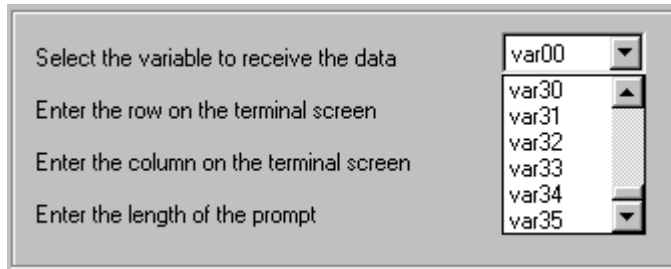 Select the variable to receive the data
var00
Enter the row on the terminal screen
Enter the column on the terminal screen
Enter the length of the prompt
var30
var31
var32
var33
var34
var35